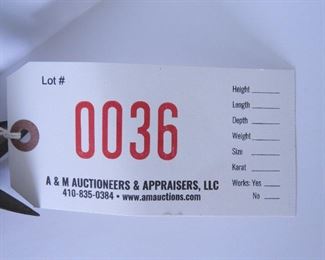 Lot #
0036
A & M AUCTIONEERS & APPRAISERS, LLC
410-835-0384 • www.amauctions.com
Height
Length
Depth
Weight
Size
Karat
Works: Yes
No